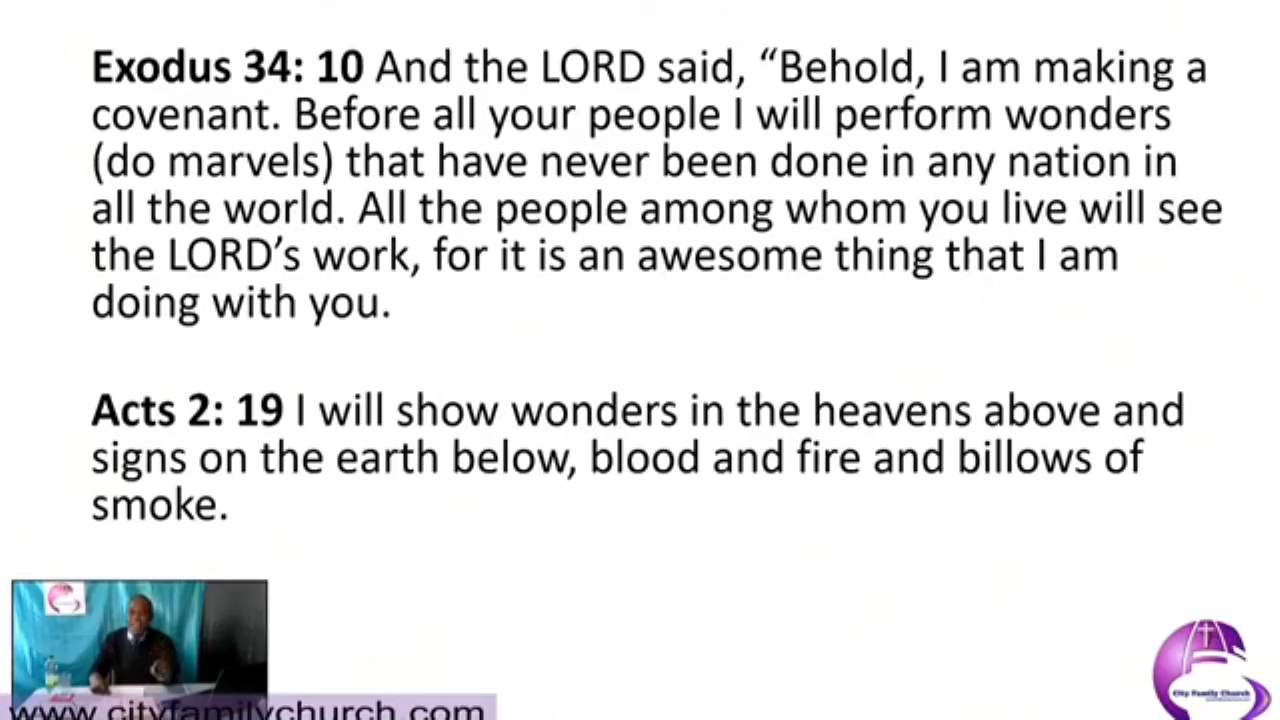 Exodus 34: 10 And the LORD said, “Behold, I am making a
covenant. Before all your people I will perform wonders
(do marvels) that have never been done in any nation in
all the world. All the people among whom you live will see
the LORD’s work, for it is an awesome thing that I am
doing with you.
Acts 2: 19 I will show wonders in the heavens above and
signs on the earth below, blood and fire and billows of
smoke.
City Family Church
www.cityfamilychurch.com